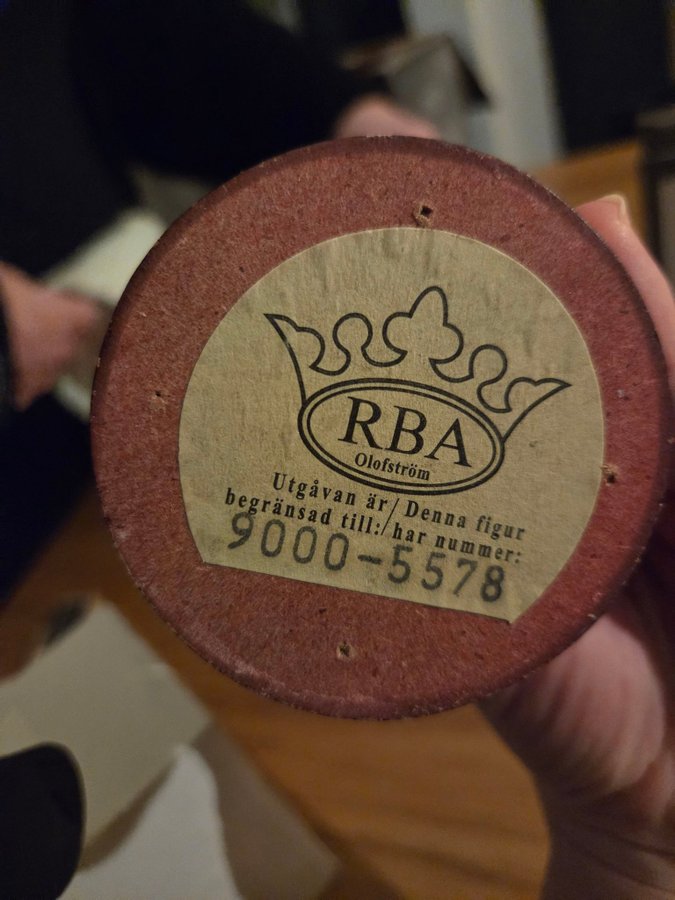 RBA
Olofström
Utgåvan är / Denna figur
begränsad till: / har nummer:
9000-5578